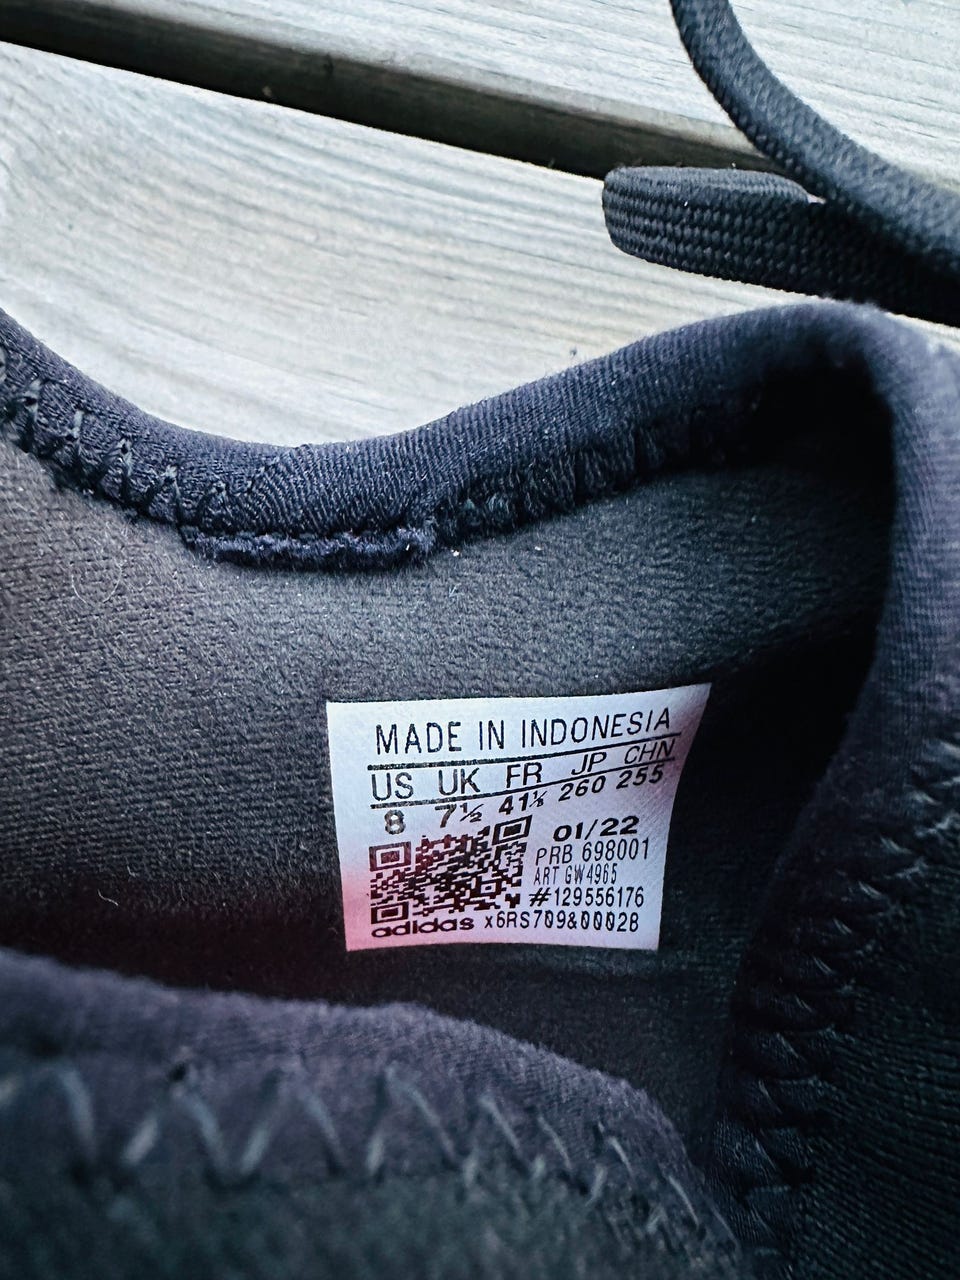 MADE IN INDONESIA
US UK FR JP CHN
8 7½ 41⅓ 260 255
01/22
PRB 698001
ART GW4965
#129556176
adidas x6RS709&0002B